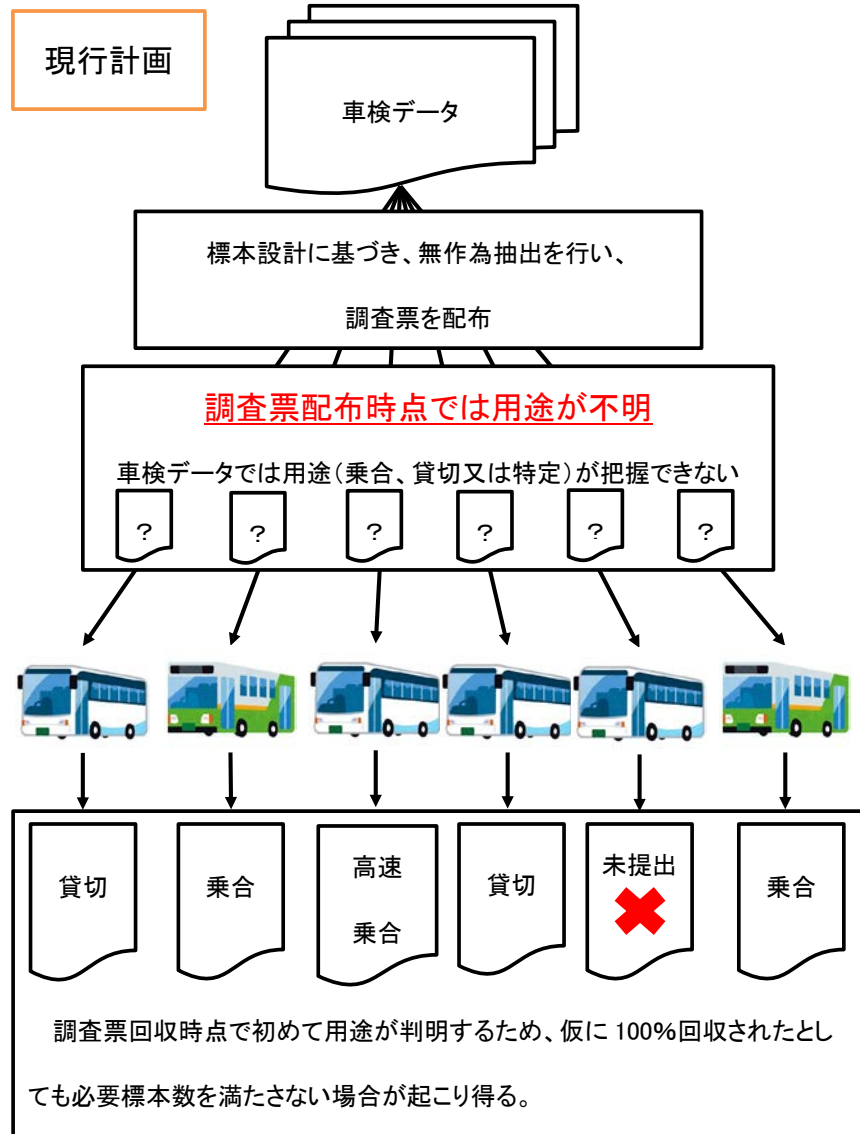 現行計画
車検データ
標本設計に基づき、無作為抽出を行い、
調査票を配布
調査票配布時点では用途が不明
車検データでは用途(乗合、貸切又は特定)が把握できない
? ? ? ? ? ?
貸切 乗合 高速 貸切 未提出 乗合
乗合
調査票回収時点で初めて用途が判明するため、仮に 100%回収されたとし
ても必要標本数を満たさない場合が起こり得る。